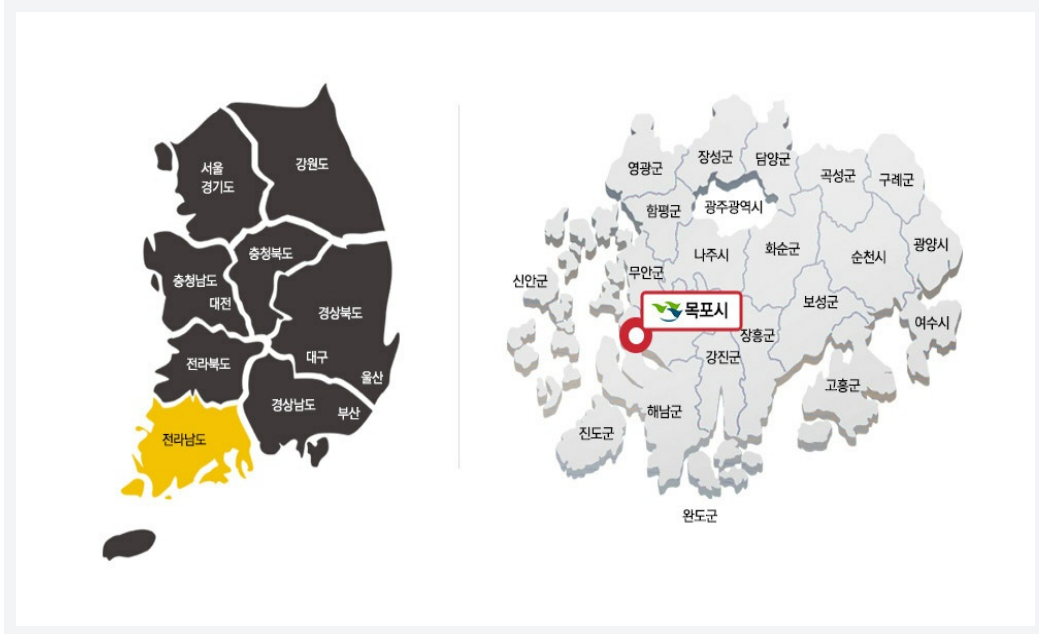 서울
경기도
강원도
충청북도
충청남도
대전
경상북도
전라북도
대구
울산
경상남도
부산
전라남도
영광군
장성군
담양군
곡성군
구례군
함평군
광주광역시
나주시
화순군
순천시
광양시
신안군
무안군
목포시
보성군
여수시
장흥군
강진군
고흥군
해남군
진도군
완도군